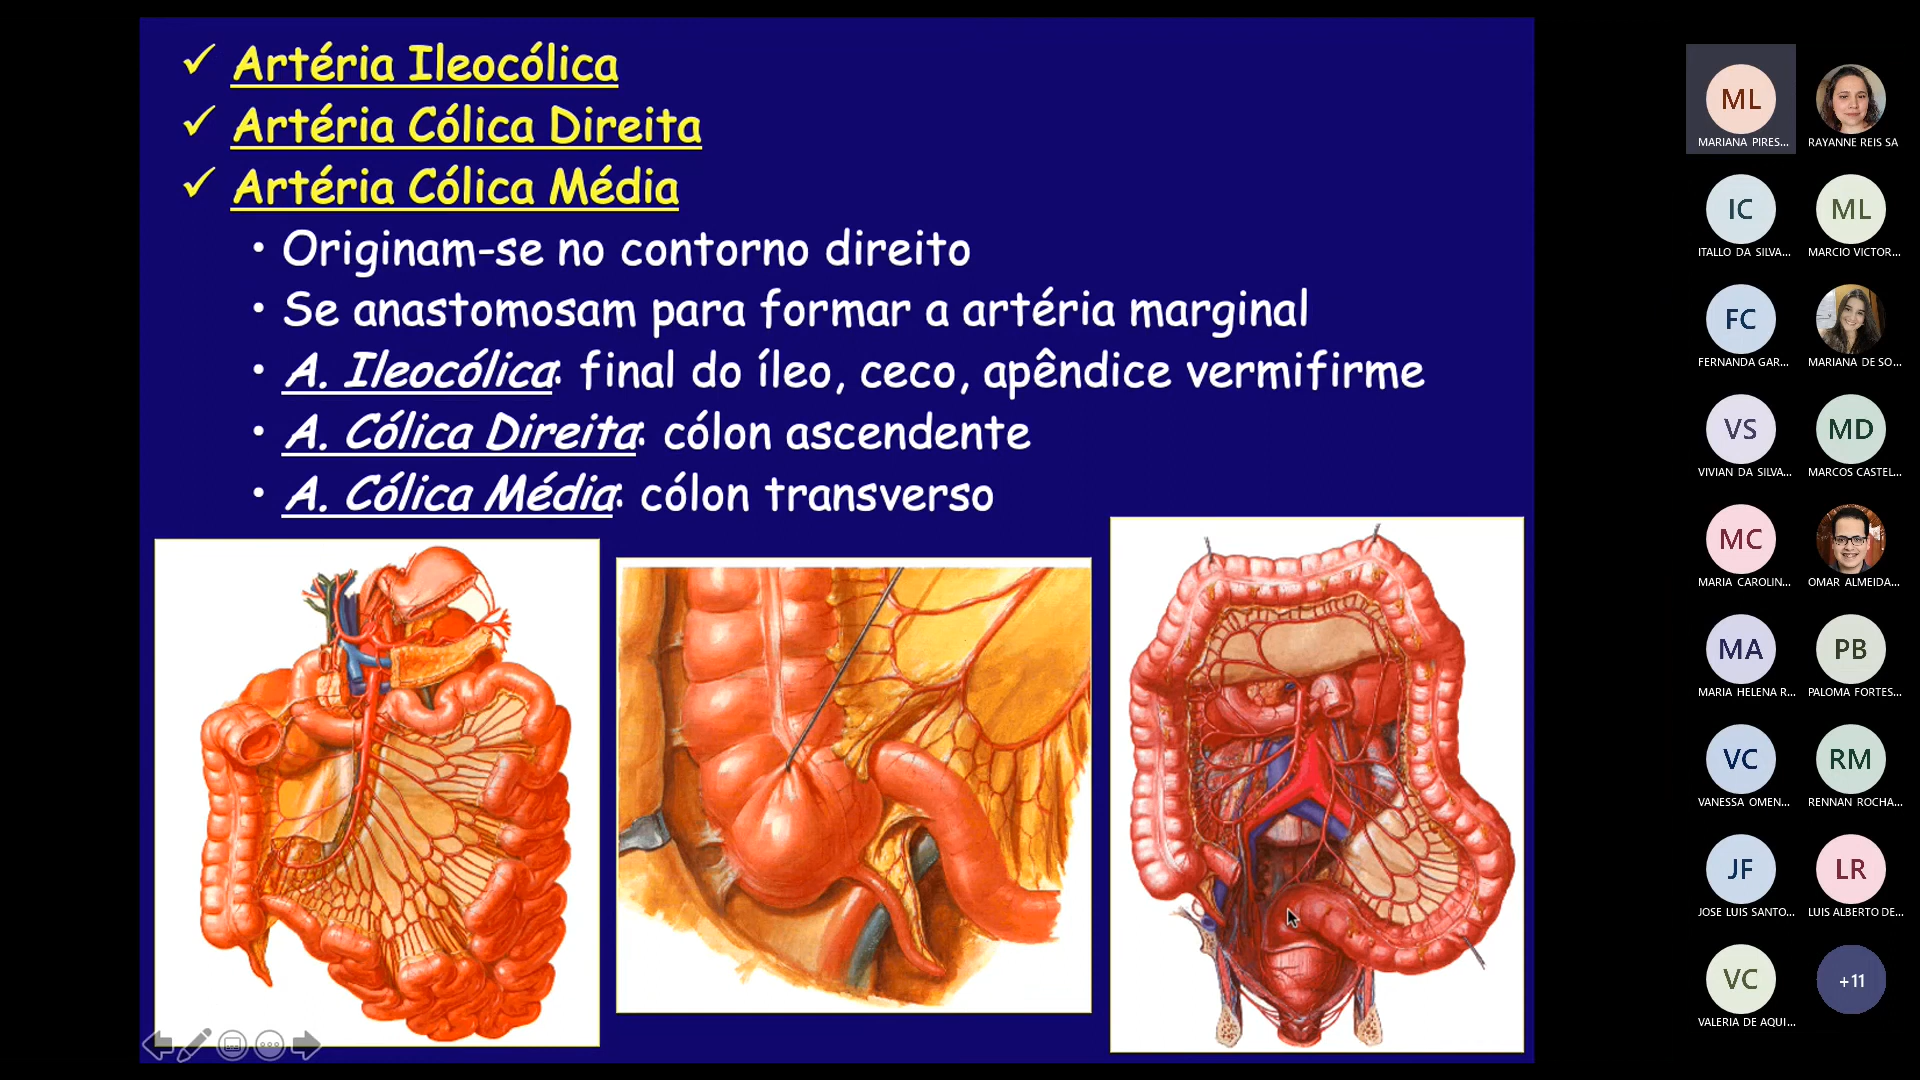 ✓ Artéria Ileocólica
✓ Artéria Cólica Direita
✓ Artéria Cólica Média
• Originam-se no contorno direito
• Se anastomosam para formar a artéria marginal
• A. Ileocólica: final do íleo, ceco, apêndice vermifirme
• A. Cólica Direita: cólon ascendente
• A. Cólica Média: cólon transverso
ML
MARIANA PIRES...
RAYANNE REIS SA
IC
ITALLO DA SILVA...
ML
MARCIO VICTOR...
FC
FERNANDA GAR...
MARIANA DE SO...
VS
VIVIAN DA SILVA...
MD
MARCOS CASTEL...
MC
MARIA CAROLIN...
OMAR ALMEIDA...
MA
MARIA HELENA R...
PB
PALOMA FORTES...
VC
VANESSA OMEN...
RM
RENNAN ROCHA...
JF
JOSE LUIS SANTO...
LR
LUIS ALBERTO DE...
VC
VALERIA DE AQUI...
+11